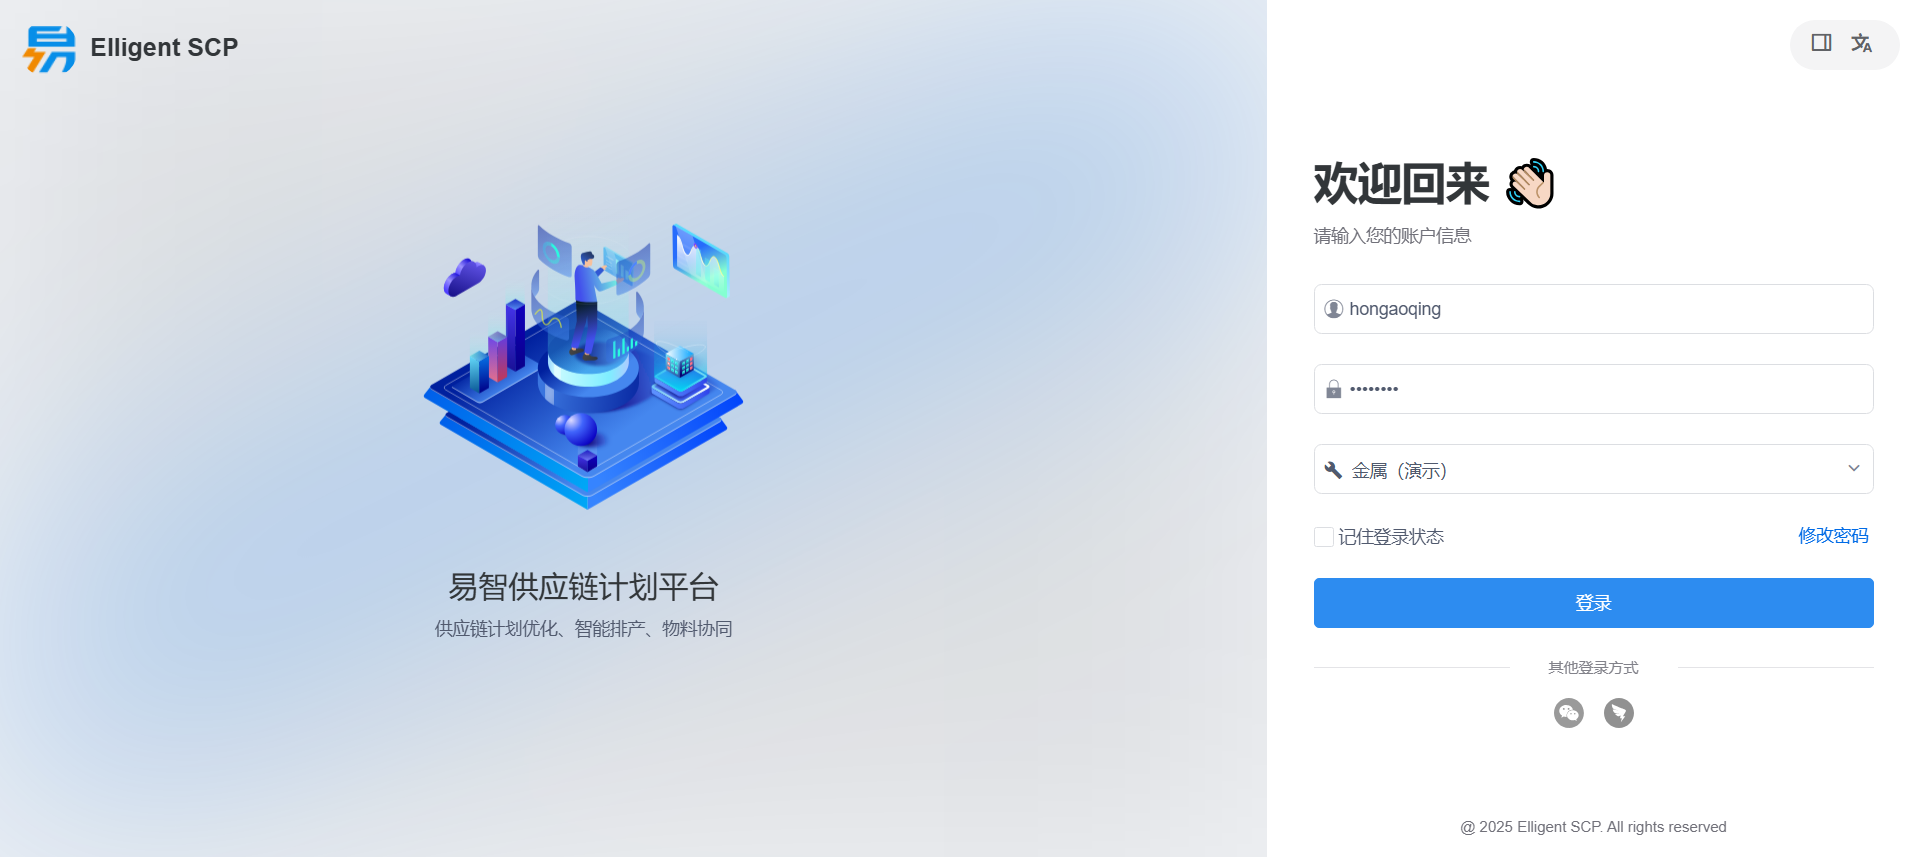 Elligent SCP
易智供应链计划平台
供应链计划优化、智能排产、物料协同
欢迎回来
请输入您的账户信息
hongaoqing
••••••••
金属（演示）
记住登录状态
修改密码
登录
其他登录方式
@ 2025 Elligent SCP. All rights reserved